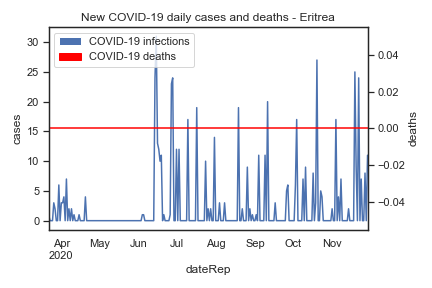 New COVID-19 daily cases and deaths - Eritrea
COVID-19 infections
COVID-19 deaths
30
25
20
15
10
5
0
cases
0.04
0.02
0.00
−0.02
−0.04
deaths
Apr May Jun Jul Aug Sep Oct Nov
2020
dateRep